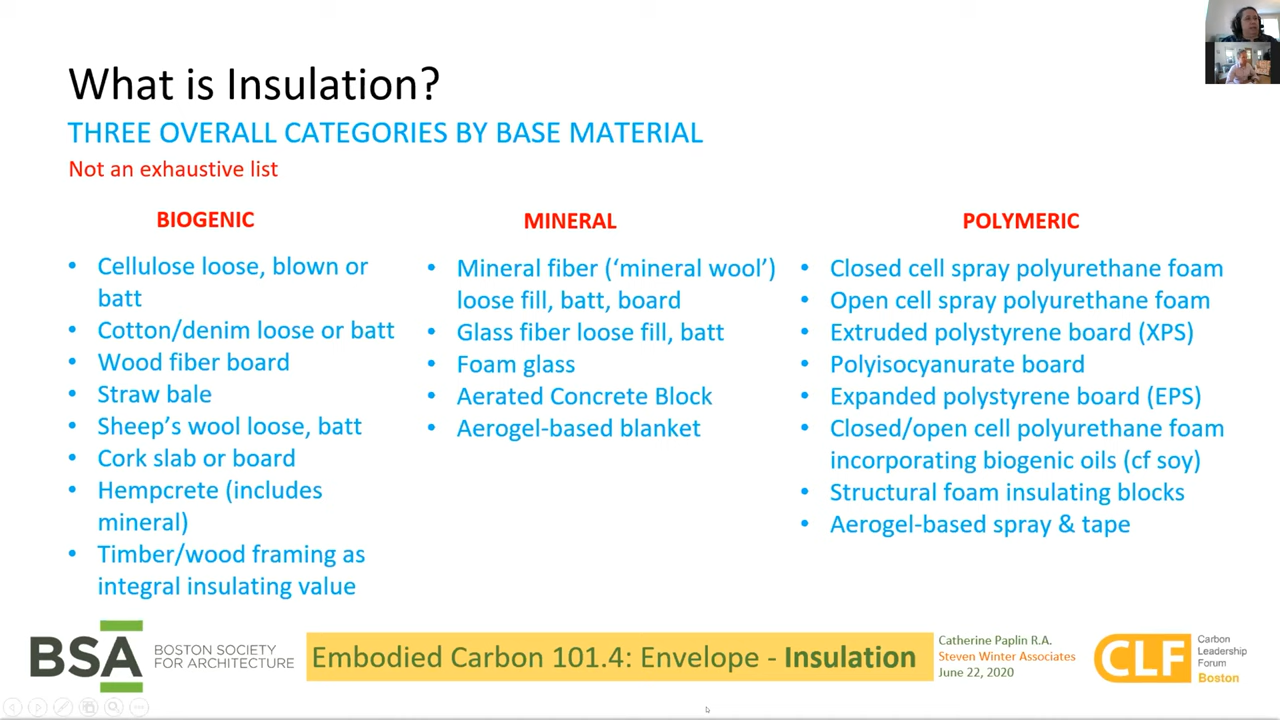 What is Insulation?
THREE OVERALL CATEGORIES BY BASE MATERIAL
Not an exhaustive list
BIOGENIC
• Cellulose loose, blown or
batt
• Cotton/denim loose or batt
• Wood fiber board
• Straw bale
• Sheep's wool loose, batt
• Cork slab or board
• Hempcrete (includes
mineral)
• Timber/wood framing as
integral insulating value
MINERAL
• Mineral fiber (‘mineral wool’)
loose fill, batt, board
• Glass fiber loose fill, batt
• Foam glass
• Aerated Concrete Block
• Aerogel-based blanket
POLYMERIC
• Closed cell spray polyurethane foam
• Open cell spray polyurethane foam
• Extruded polystyrene board (XPS)
• Polyisocyanurate board
• Expanded polystyrene board (EPS)
• Closed/open cell polyurethane foam
incorporating biogenic oils (cf soy)
• Structural foam insulating blocks
• Aerogel-based spray & tape
BSA
BOSTON SOCIETY
FOR ARCHITECTURE
Embodied Carbon 101.4: Envelope - Insulation
Catherine Paplin R.A.
Steven Winter Associates
June 22, 2020
CLF
Carbon
Leadership
Forum
Boston